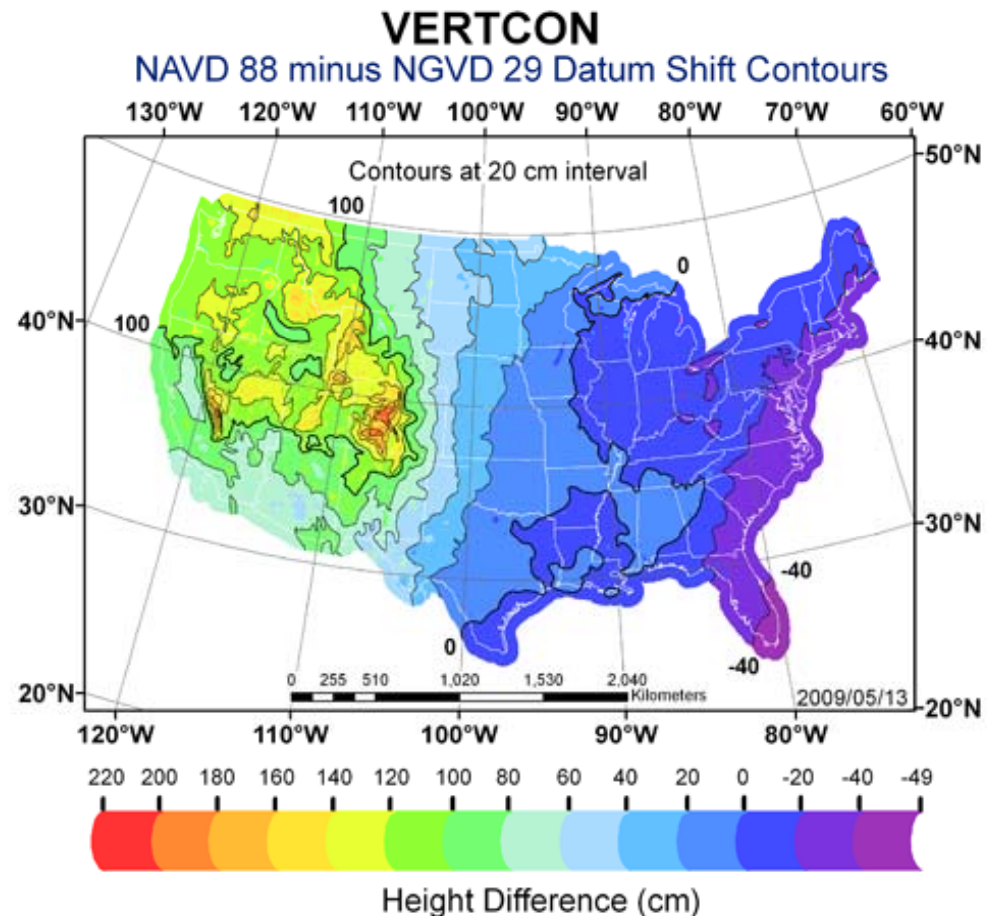 VERTCON
NAVD 88 minus NGVD 29 Datum Shift Contours
130°W 120°W 110°W 100°W 90°W 80°W 70°W 60°W
50°N
Contours at 20 cm interval
100
0
40°N
100
40°N
30°N
30°N
-40
0
-40
0 255 510 1,020 1,530 2,040
Kilometers
2009/05/13
20°N
20°N
120°W 110°W 100°W 90°W 80°W
220 200 180 160 140 120 100 80 60 40 20 0 -20 -40 -49
Height Difference (cm)